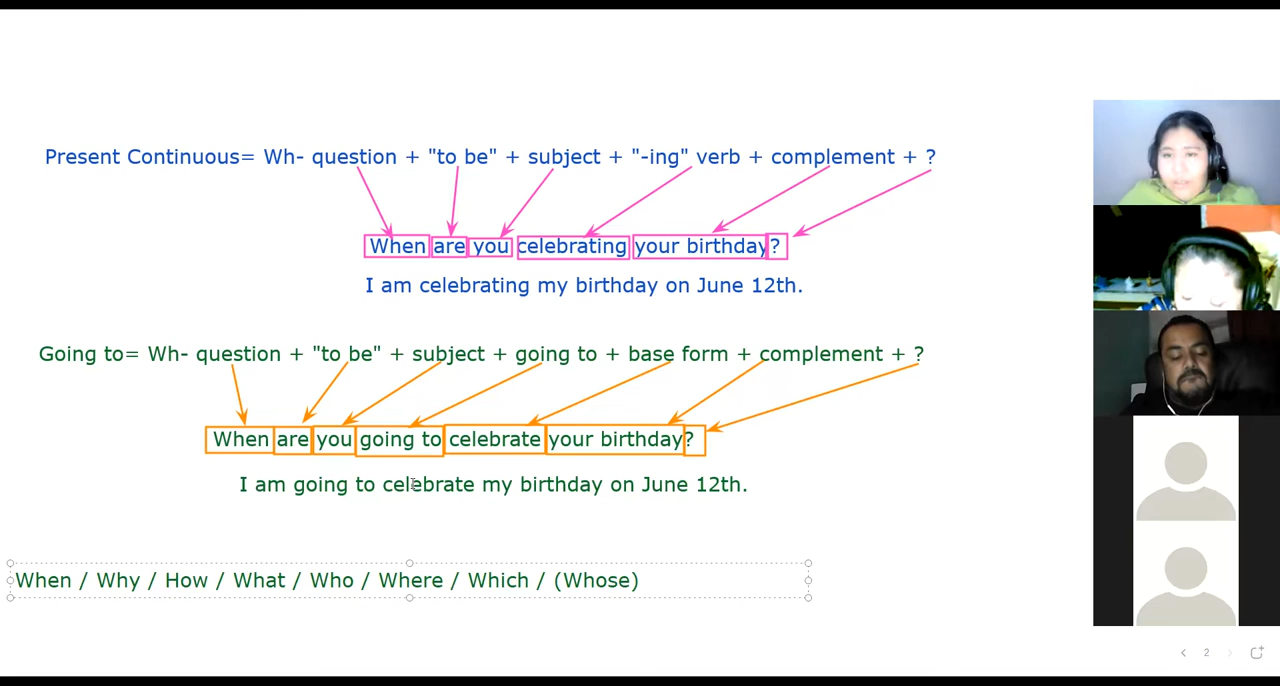 Present Continuous= Wh- question + "to be" + subject + "-ing" verb + complement + ?
When are you celebrating your birthday?
I am celebrating my birthday on June 12th.
Going to= Wh- question + "to be" + subject + going to + base form + complement + ?
When are you going to celebrate your birthday?
I am going to celebrate my birthday on June 12th.
When / Why / How / What / Who / Where / Which / (Whose)
2